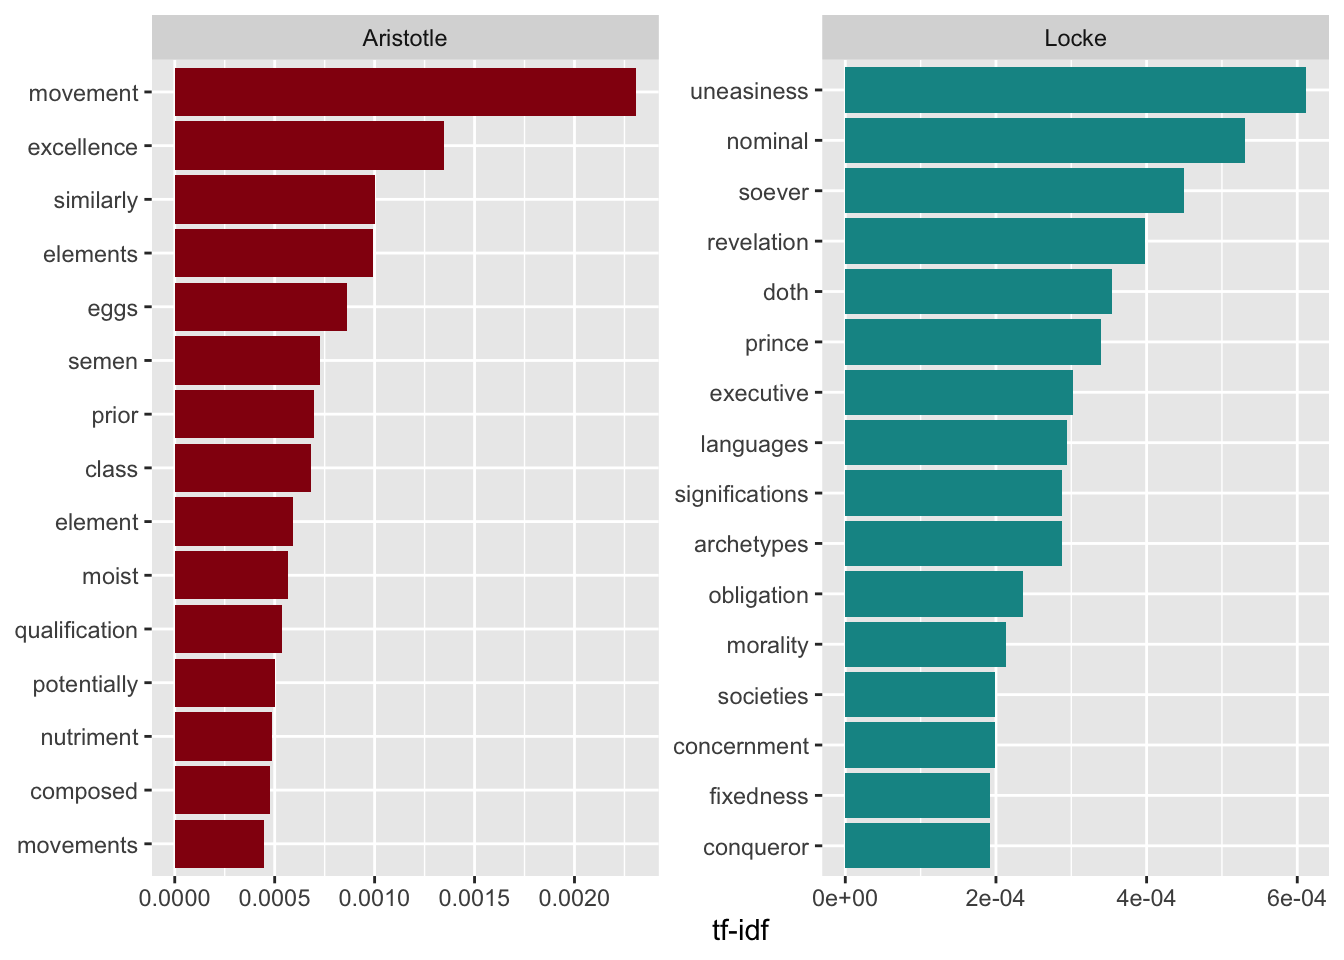 Aristotle
movement
excellence
similarly
elements
eggs
semen
prior
class
element
moist
qualification
potentially
nutriment
composed
movements
0.0000 0.0005 0.0010 0.0015 0.0020
Locke
uneasiness
nominal
soever
revelation
doth
prince
executive
languages
significations
archetypes
obligation
morality
societies
concernment
fixedness
conqueror
0e+00 2e-04 4e-04 6e-04
tf-idf